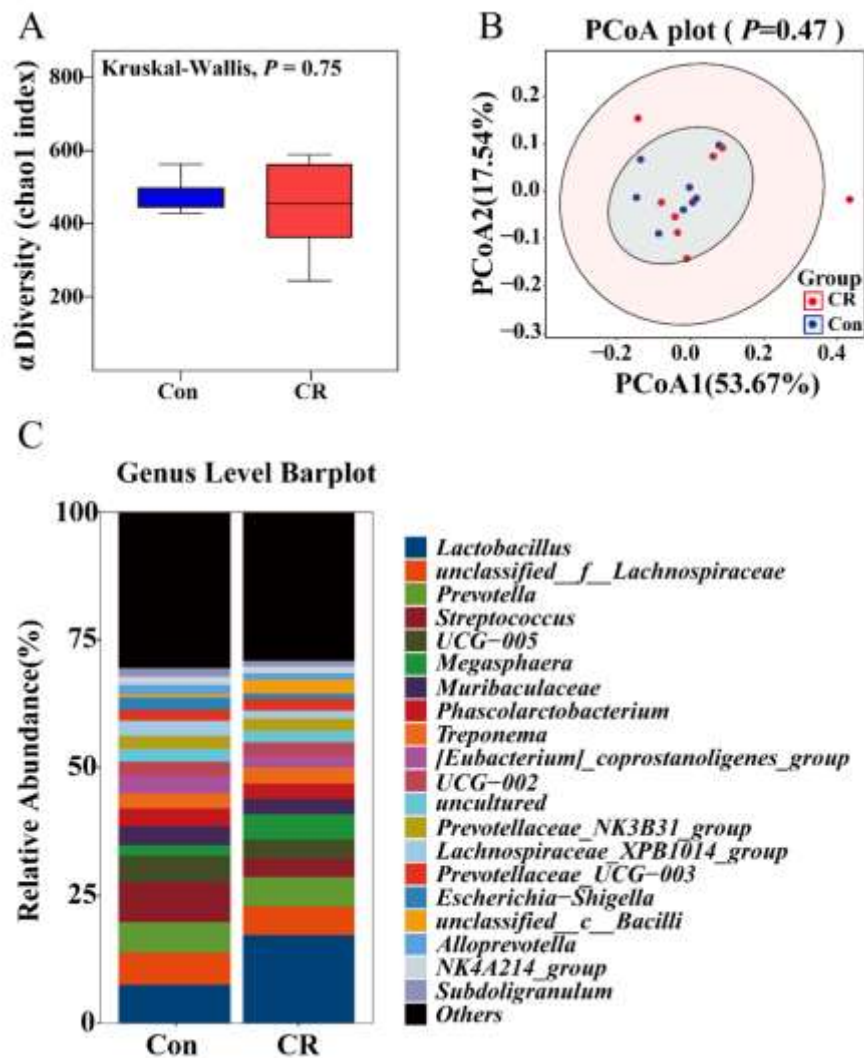 A
Kruskal-Wallis, P = 0.75
α Diversity (chao1 index)
800
600
400
200
Con
CR
B
PCoA plot ( P=0.47 )
PCoA2(17.54%)
0.2
0.1
0.0
−0.1
−0.2
−0.3
Group
CR
Con
−0.2
0.0
0.2
0.4
PCoA1(53.67%)
C
Genus Level Barplot
Relative Abundance(%)
100
75
50
25
0
Con
CR
Lactobacillus
unclassified__f__Lachnospiraceae
Prevotella
Streptococcus
UCG−005
Megasphaera
Muribaculaceae
Phascolarctobacterium
Treponema
[Eubacterium]_coprostanoligenes_group
UCG−002
uncultured
Prevotellaceae_NK3B31_group
Lachnospiraceae_XPB1014_group
Prevotellaceae_UCG−003
Escherichia−Shigella
unclassified__c__Bacilli
Alloprevotella
NK4A214_group
Subdoligranulum
Others